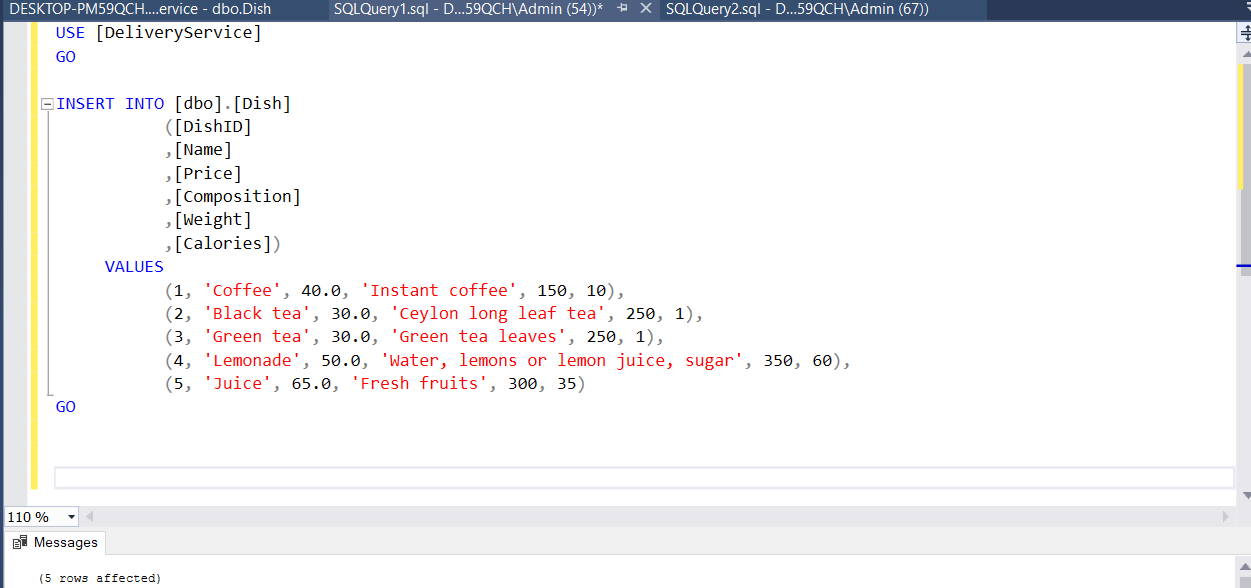 DESKTOP-PM59QCH....ervice - dbo.Dish SQLQuery1.sql - D...59QCH\Admin (54))* SQLQuery2.sql - D...59QCH\Admin (67))
USE [DeliveryService]
GO
INSERT INTO [dbo].[Dish]
([DishID]
,[Name]
,[Price]
,[Composition]
,[Weight]
,[Calories])
VALUES
(1, 'Coffee', 40.0, 'Instant coffee', 150, 10),
(2, 'Black tea', 30.0, 'Ceylon long leaf tea', 250, 1),
(3, 'Green tea', 30.0, 'Green tea leaves', 250, 1),
(4, 'Lemonade', 50.0, 'Water, lemons or lemon juice, sugar', 350, 60),
(5, 'Juice', 65.0, 'Fresh fruits', 300, 35)
GO
110 %
Messages
(5 rows affected)